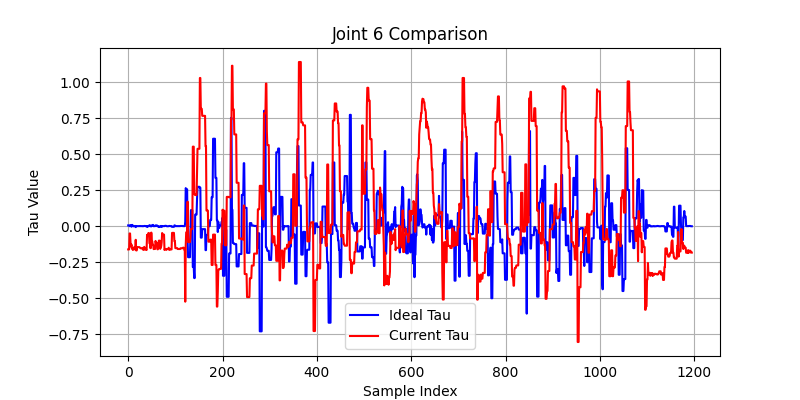 Joint 6 Comparison
Tau Value
1.00
0.75
0.50
0.25
0.00
−0.25
−0.50
−0.75
Ideal Tau
Current Tau
0 200 400 600 800 1000 1200
Sample Index